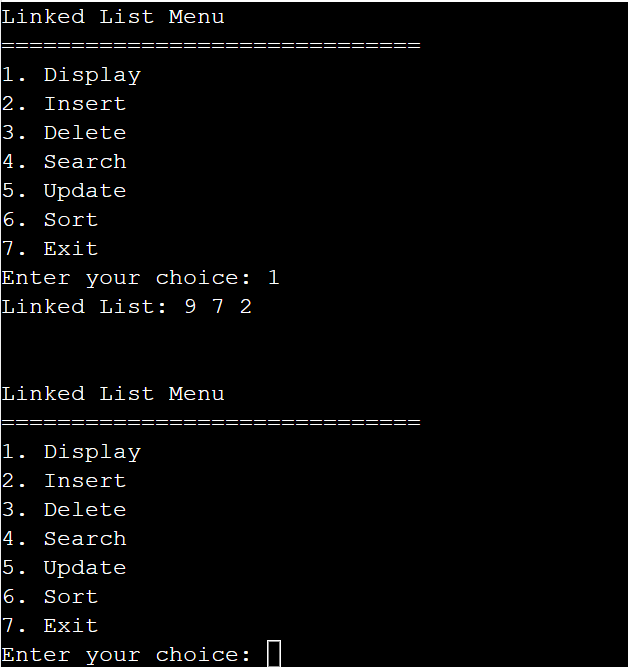 Linked List Menu
==============================
1. Display
2. Insert
3. Delete
4. Search
5. Update
6. Sort
7. Exit
Enter your choice: 1
Linked List: 9 7 2
Linked List Menu
==============================
1. Display
2. Insert
3. Delete
4. Search
5. Update
6. Sort
7. Exit
Enter your choice: